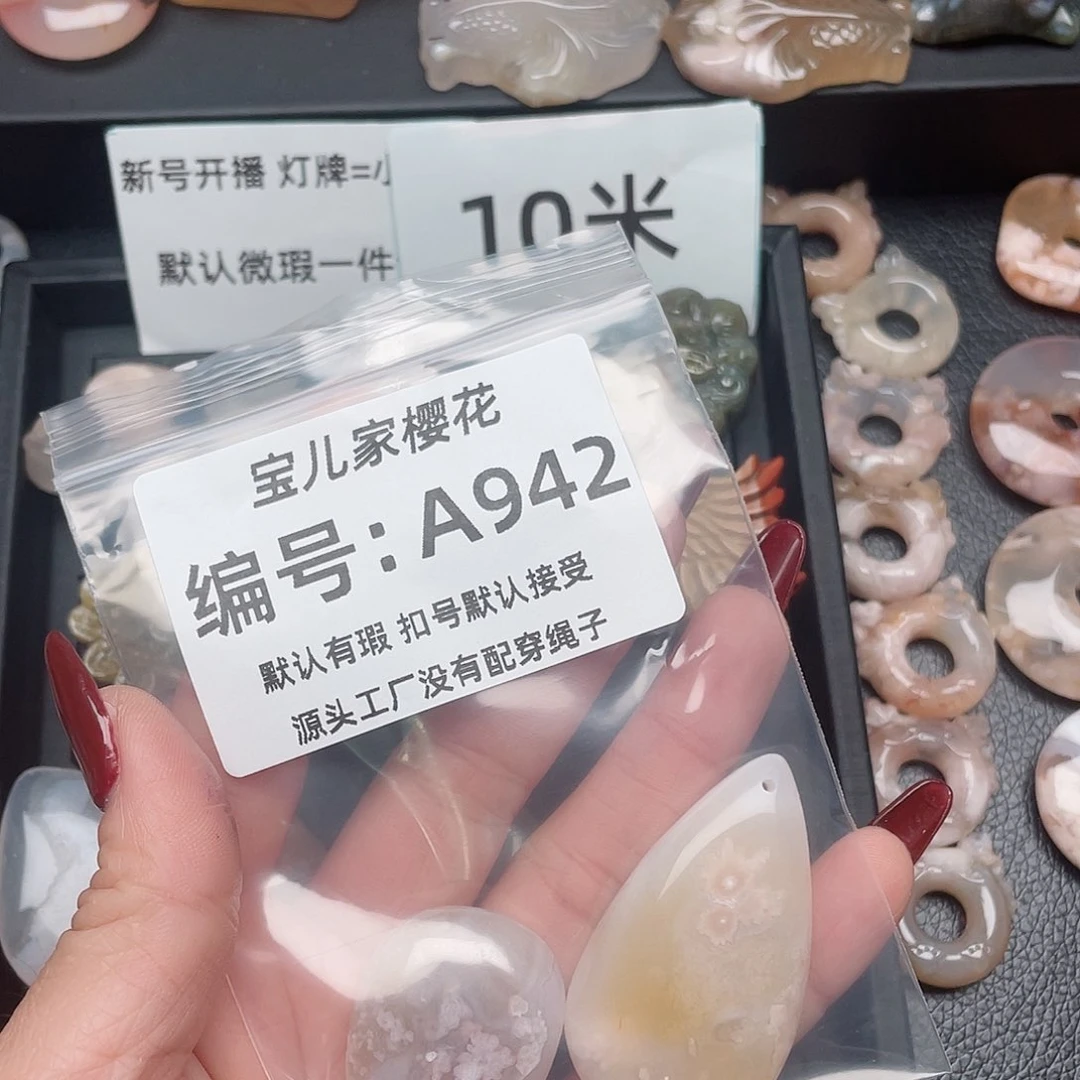 新号开播 灯牌=小
默认微瑕一件
10米
宝儿家樱花
编号:A942
默认有瑕 扣号默认接受
源头工厂没有配穿绳子